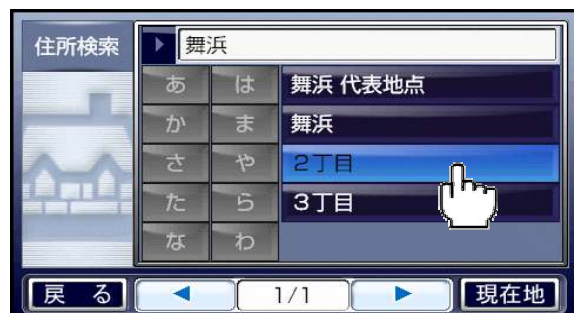 住所検索
舞浜
あ は
か ま
さ や
た ら
な わ
舞浜 代表地点
舞浜
2丁目
3丁目
戻 る
1/1
現在地